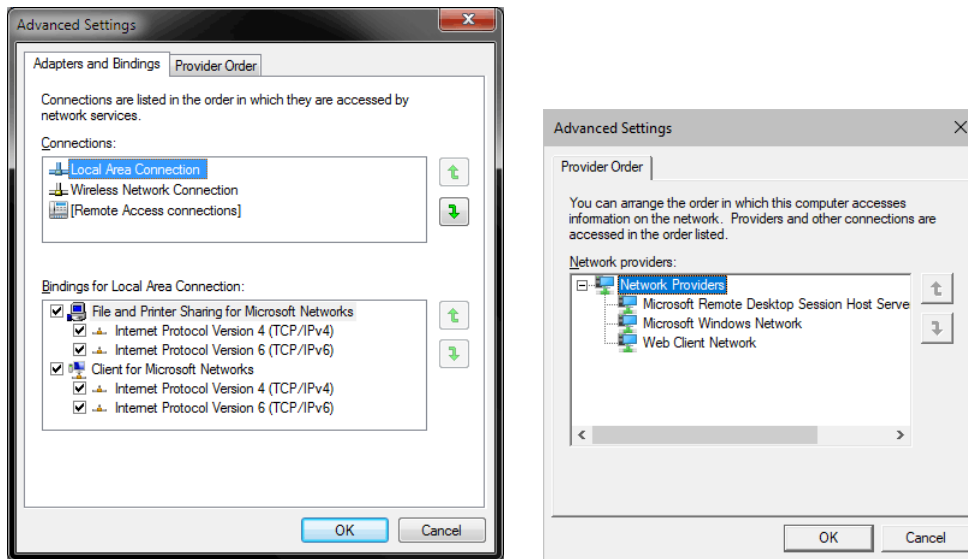 Advanced Settings
Adapters and Bindings
Provider Order
Connections are listed in the order in which they are accessed by
network services.
Connections:
Local Area Connection
Wireless Network Connection
[Remote Access connections]
Bindings for Local Area Connection:
File and Printer Sharing for Microsoft Networks
Internet Protocol Version 4 (TCP/IPv4)
Internet Protocol Version 6 (TCP/IPv6)
Client for Microsoft Networks
Internet Protocol Version 4 (TCP/IPv4)
Internet Protocol Version 6 (TCP/IPv6)
OK
Cancel
Advanced Settings
Provider Order
You can arrange the order in which this computer accesses
information on the network. Providers and other connections are
accessed in the order listed.
Network providers:
Network Providers
Microsoft Remote Desktop Session Host Serve
Microsoft Windows Network
Web Client Network
OK
Cancel